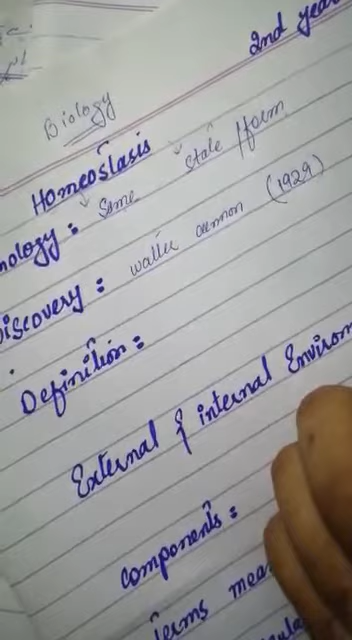 2nd year
Biology
Homeostasis
Same state / form
nology:
Discovery: walter cannon (1929)
Definition:
External & internal Environ
components:
terms mea